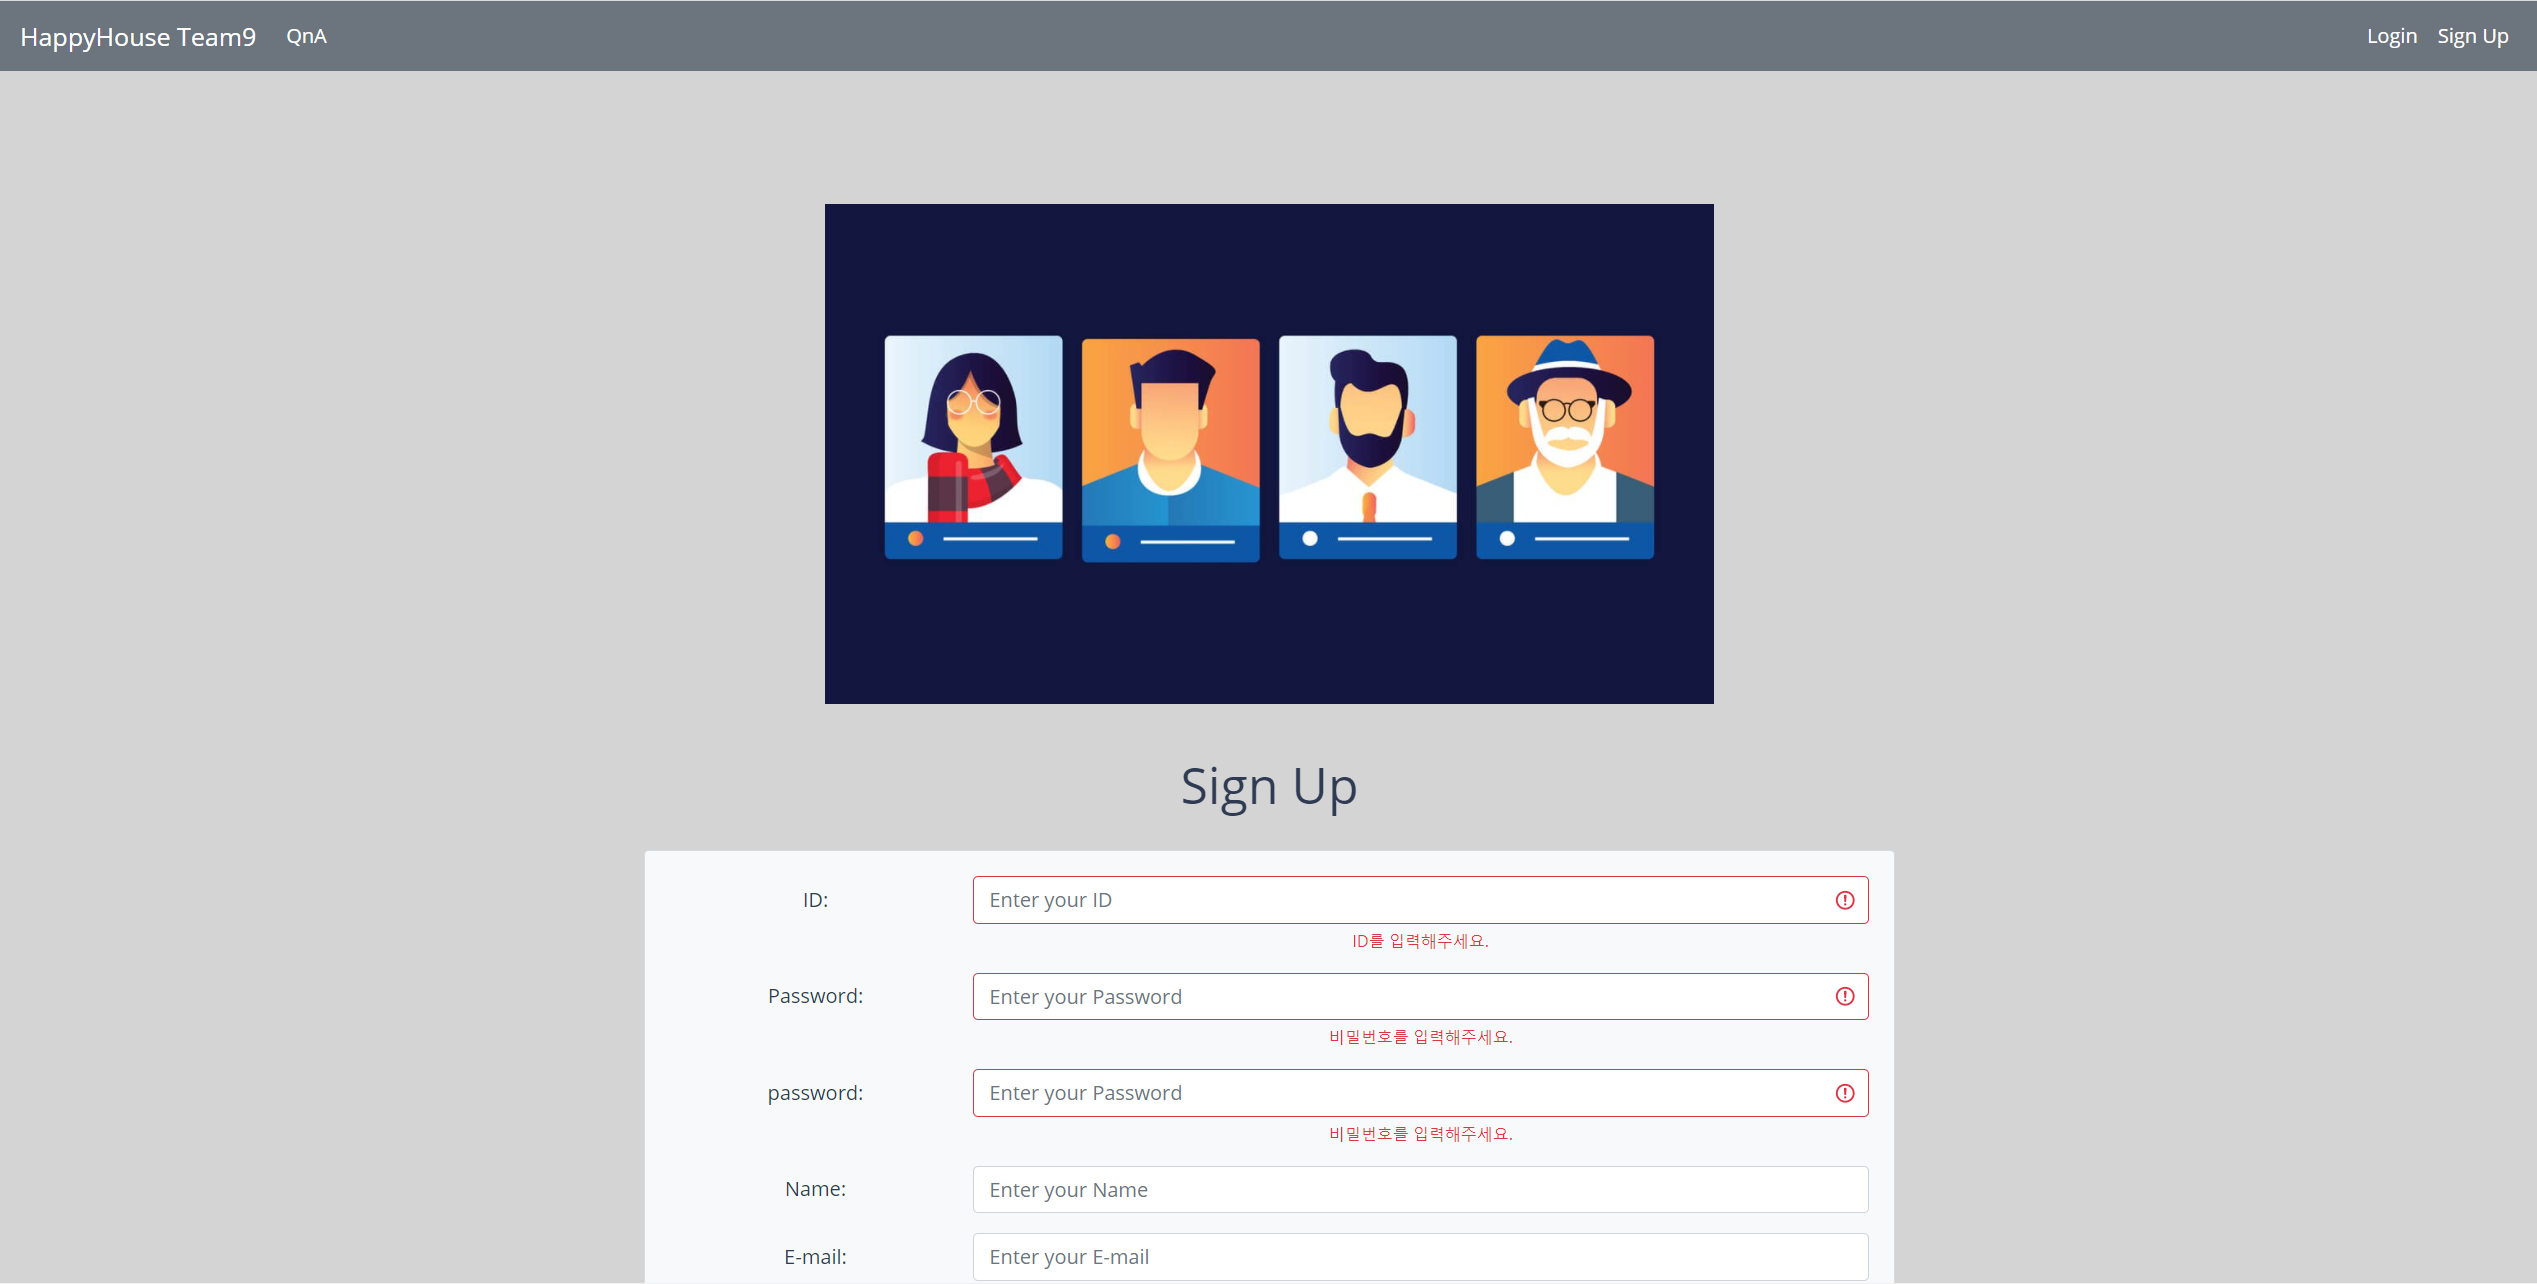 HappyHouse Team9 QnA Login Sign Up
Sign Up
ID: Enter your ID
ID를 입력해주세요.
Password: Enter your Password
비밀번호를 입력해주세요.
password: Enter your Password
비밀번호를 입력해주세요.
Name: Enter your Name
E-mail: Enter your E-mail